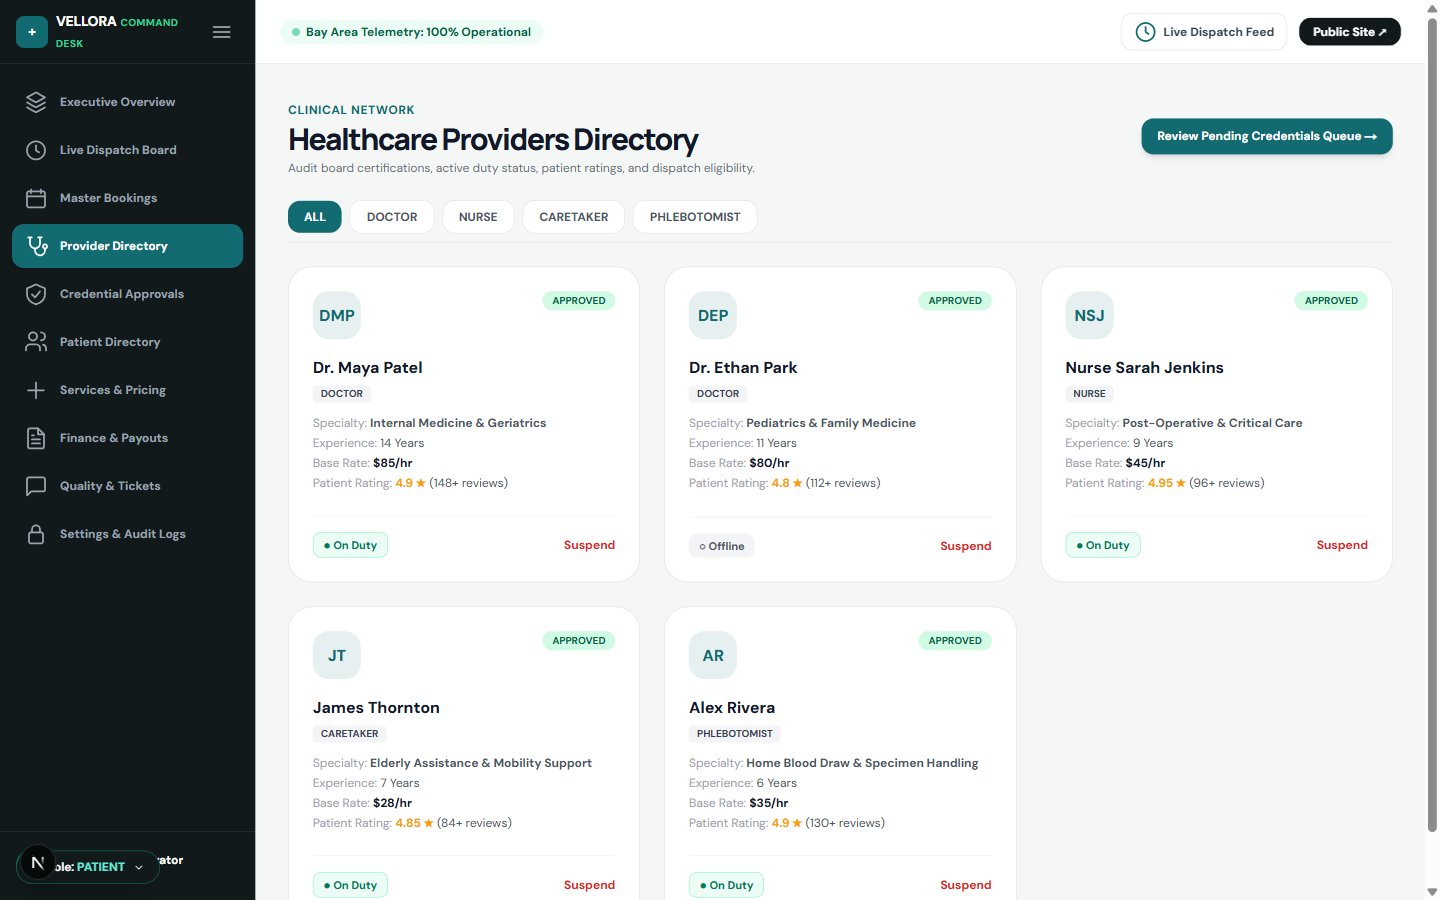 +
VELLORA COMMAND
DESK
Executive Overview
Live Dispatch Board
Master Bookings
Provider Directory
Credential Approvals
Patient Directory
Services & Pricing
Finance & Payouts
Quality & Tickets
Settings & Audit Logs
N
ole: PATIENT
rator
● Bay Area Telemetry: 100% Operational
Live Dispatch Feed
Public Site ↗
CLINICAL NETWORK
Healthcare Providers Directory
Audit board certifications, active duty status, patient ratings, and dispatch eligibility.
Review Pending Credentials Queue →
ALL
DOCTOR
NURSE
CARETAKER
PHLEBOTOMIST
DMP
APPROVED
Dr. Maya Patel
DOCTOR
Specialty: Internal Medicine & Geriatrics
Experience: 14 Years
Base Rate: $85/hr
Patient Rating: 4.9 ★ (148+ reviews)
● On Duty
Suspend
DEP
APPROVED
Dr. Ethan Park
DOCTOR
Specialty: Pediatrics & Family Medicine
Experience: 11 Years
Base Rate: $80/hr
Patient Rating: 4.8 ★ (112+ reviews)
○ Offline
Suspend
NSJ
APPROVED
Nurse Sarah Jenkins
NURSE
Specialty: Post-Operative & Critical Care
Experience: 9 Years
Base Rate: $45/hr
Patient Rating: 4.95 ★ (96+ reviews)
● On Duty
Suspend
JT
APPROVED
James Thornton
CARETAKER
Specialty: Elderly Assistance & Mobility Support
Experience: 7 Years
Base Rate: $28/hr
Patient Rating: 4.85 ★ (84+ reviews)
● On Duty
Suspend
AR
APPROVED
Alex Rivera
PHLEBOTOMIST
Specialty: Home Blood Draw & Specimen Handling
Experience: 6 Years
Base Rate: $35/hr
Patient Rating: 4.9 ★ (130+ reviews)
● On Duty
Suspend